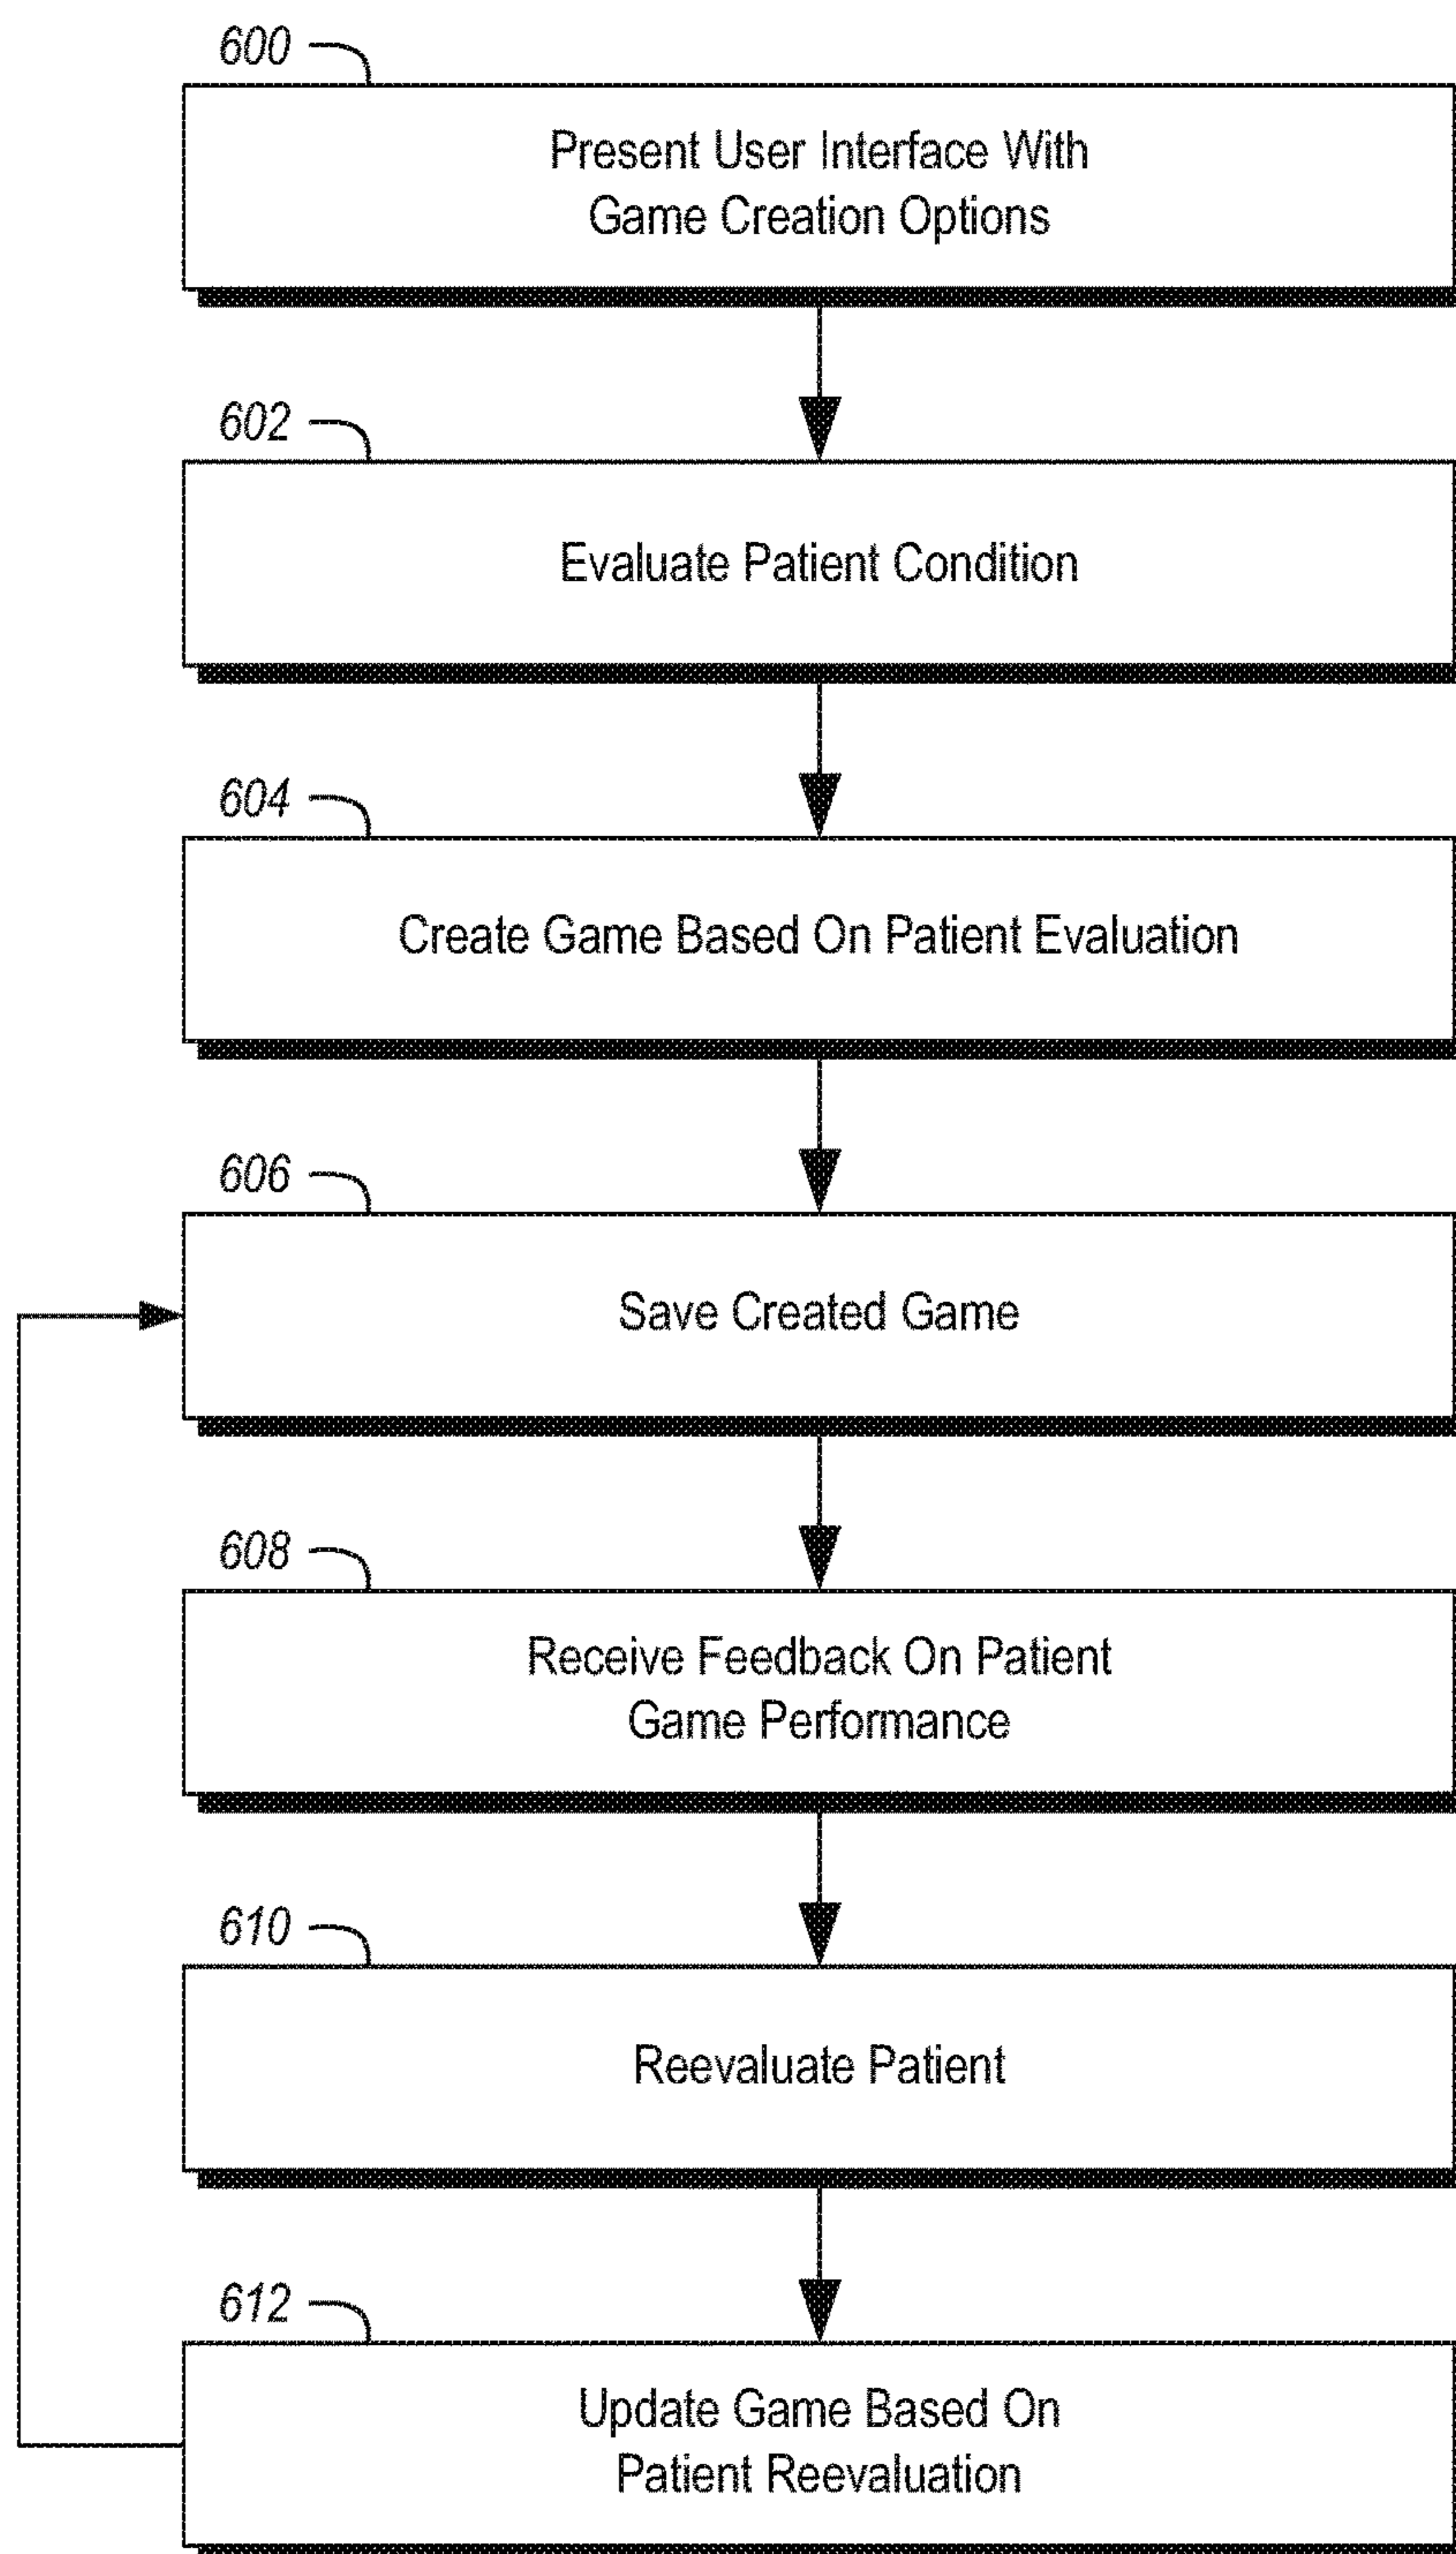 600
Present User Interface With
Game Creation Options
602
Evaluate Patient Condition
604
Create Game Based On Patient Evaluation
606
Save Created Game
608
Receive Feedback On Patient
Game Performance
610
Reevaluate Patient
612
Update Game Based On
Patient Reevaluation